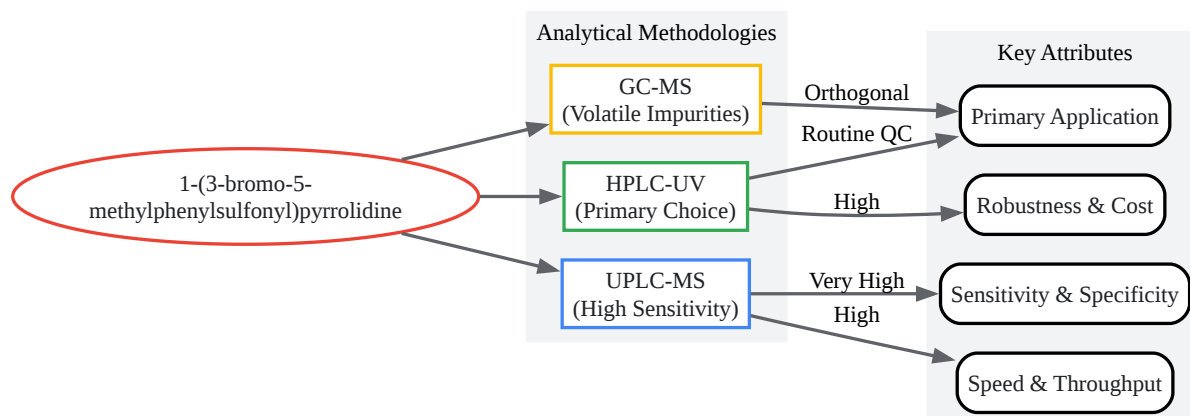 Analytical Methodologies
Key Attributes
GC-MS
(Volatile Impurities)
Orthogonal
Primary Application
Routine QC
1-(3-bromo-5-
methylphenylsulfonyl)pyrrolidine
HPLC-UV
(Primary Choice)
High
Robustness & Cost
UPLC-MS
(High Sensitivity)
Very High
Sensitivity & Specificity
High
Speed & Throughput